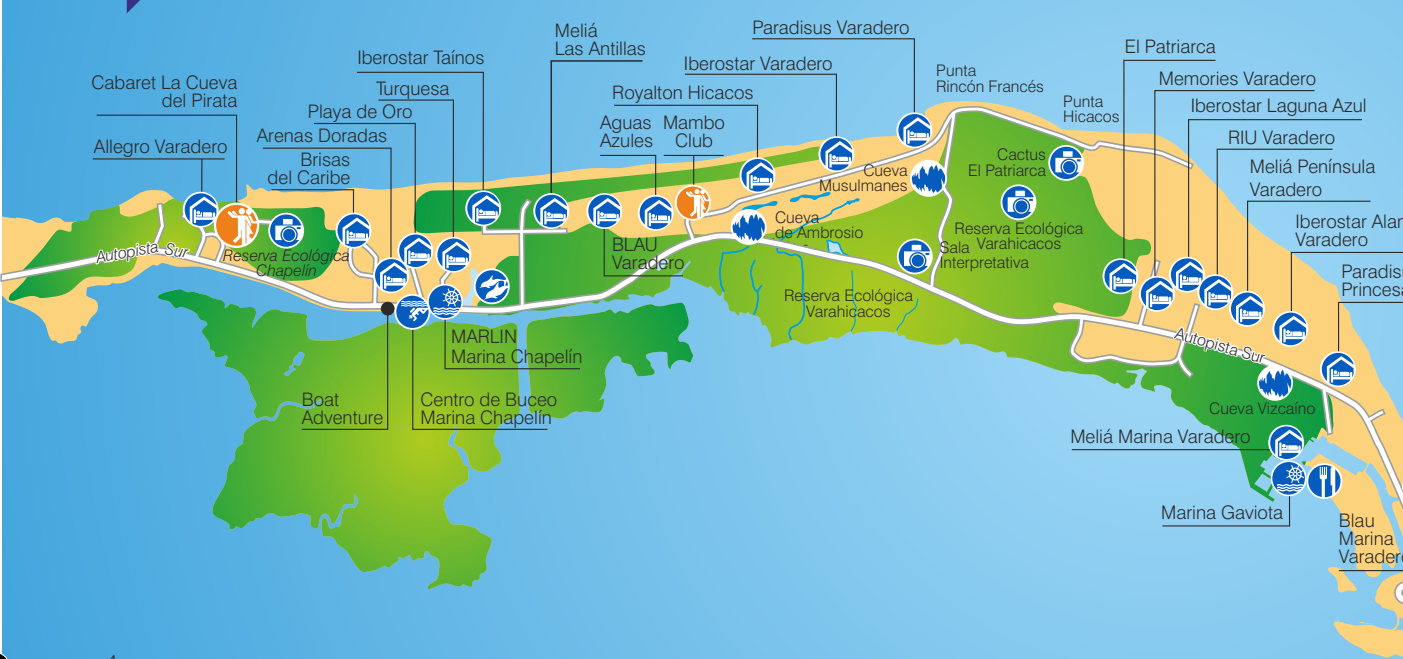 Cabaret La Cueva
del Pirata
Allegro Varadero
Iberostar Taínos
Turquesa
Playa de Oro
Arenas Doradas
Brisas
del Caribe
Meliá
Las Antillas
Paradisus Varadero
Iberostar Varadero
Royalton Hicacos
Aguas
Azules
Mambo
Club
Punta
Rincón Francés
Punta
Hicacos
El Patriarca
Memories Varadero
Iberostar Laguna Azul
RIU Varadero
Meliá Península
Varadero
Iberostar Alar
Varadero
Paradisu
Princesa
Autopista Sur
Reserva Ecológica
Chapelín
BLAU
Varadero
Cueva
de Ambrosio
Cueva
Musulmanes
Cactus
El Patriarca
Reserva Ecológica
Varahicacos
Sala
Interpretativa
Reserva Ecológica
Varahicacos
MARLIN
Marina Chapelín
Boat
Adventure
Centro de Buceo
Marina Chapelín
Autopista Sur
Cueva Vizcaíno
Meliá Marina Varadero
Marina Gaviota
Blau
Marina
Varadero